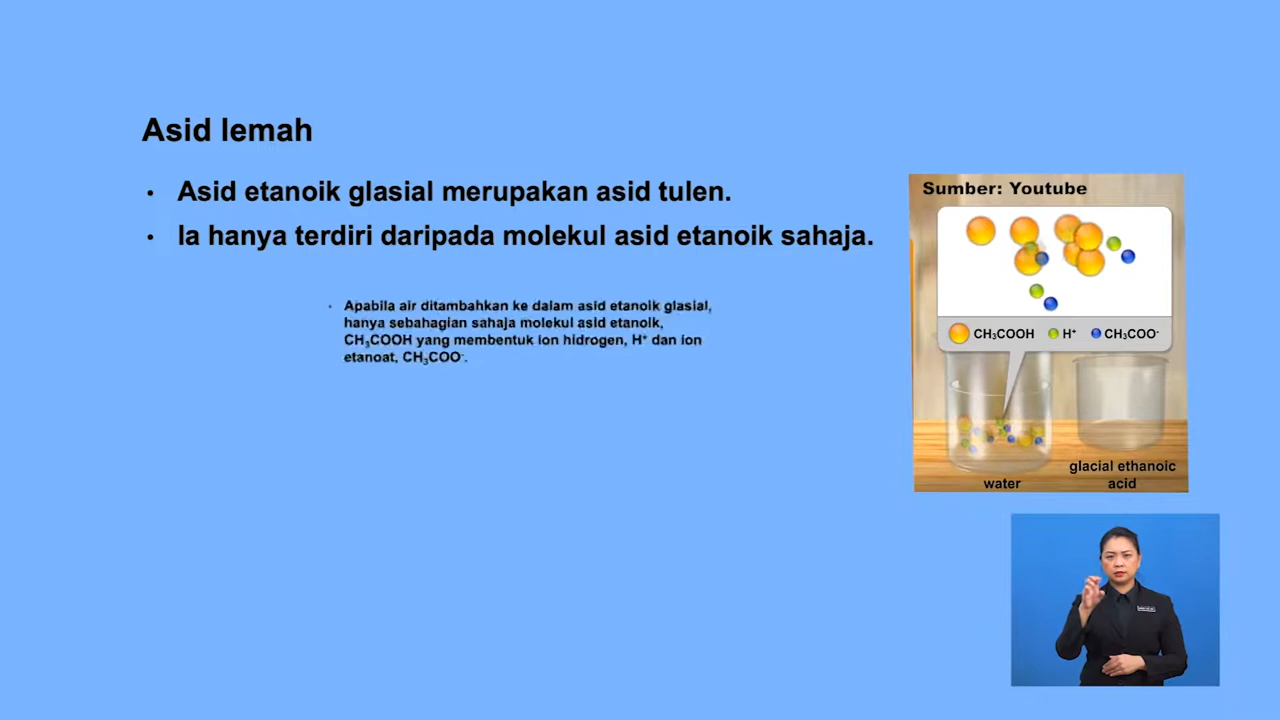 Asid lemah
• Asid etanoik glasial merupakan asid tulen.
• Ia hanya terdiri daripada molekul asid etanoik sahaja.
• Apabila air ditambahkan ke dalam asid etanoik glasial,
hanya sebahagian sahaja molekul asid etanoik,
CH₃COOH yang membentuk ion hidrogen, H⁺ dan ion
etanoat, CH₃COO⁻.
Sumber: Youtube
CH₃COOH H⁺ CH₃COO⁻
glacial ethanoic
acid
water